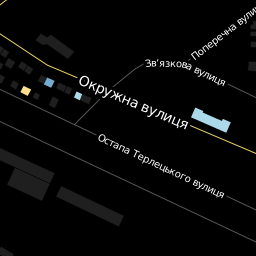 Поперечна вулиця
Зв'язкова вулиця
Окружна вулиця
Остапа Терлецького вулиця